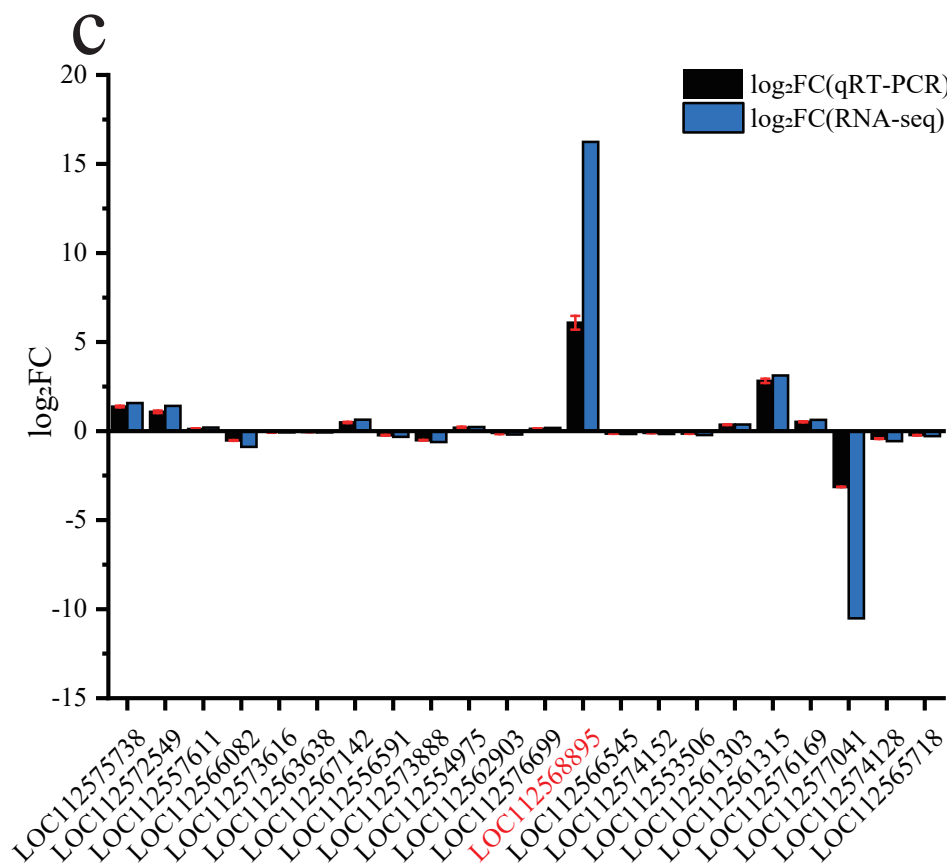 C
log₂FC(qRT-PCR)
log₂FC(RNA-seq)
20
15
10
5
0
-5
-10
-15
log₂FC
LOC112575738
LOC112572549
LOC112557611
LOC112566082
LOC112573616
LOC112563638
LOC112567142
LOC112556591
LOC112573888
LOC112554975
LOC112562903
LOC112576699
LOC112568895
LOC112566545
LOC112574152
LOC112553506
LOC112561303
LOC112561315
LOC112576169
LOC112577041
LOC112574128
LOC112565718